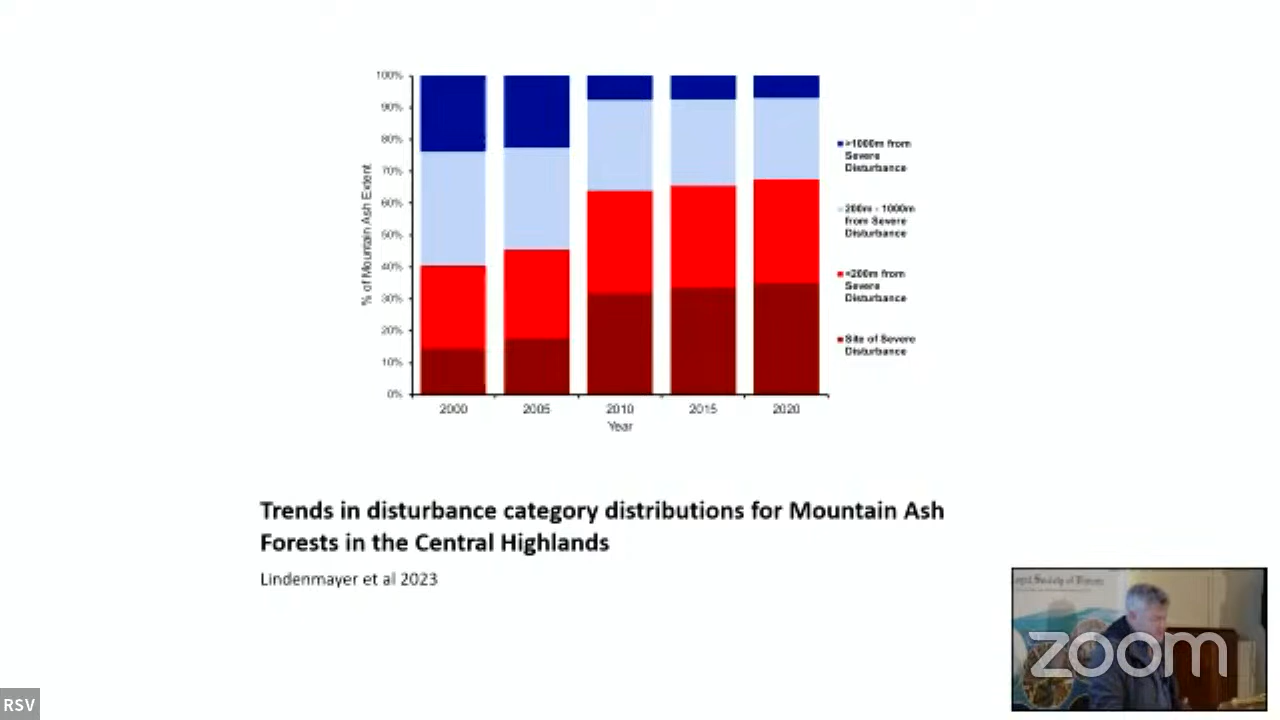 100%
90%
80%
70%
60%
50%
40%
30%
20%
10%
0%
% of Mountain Ash Extent
2000 2005 2010 2015 2020
Year
>1000m from
Severe
Disturbance
200m - 1000m
from Severe
Disturbance
<200m from
Severe
Disturbance
Site of Severe
Disturbance
Trends in disturbance category distributions for Mountain Ash
Forests in the Central Highlands
Lindenmayer et al 2023
Society of
zoom
RSV